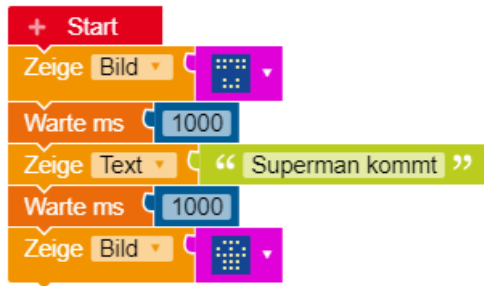 + Start
Zeige Bild
Warte ms 1000
Zeige Text “ Superman kommt ”
Warte ms 1000
Zeige Bild